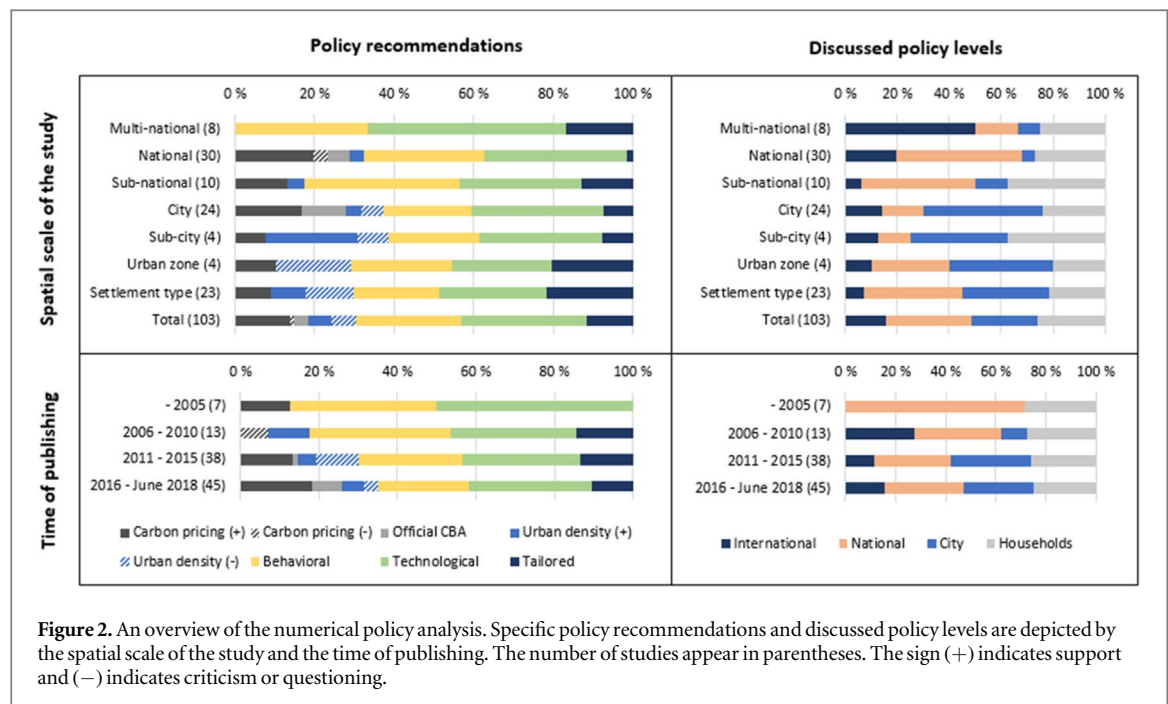 Policy recommendations
Discussed policy levels
Spatial scale of the study
0 % 20 % 40 % 60 % 80 % 100 %
Multi-national (8)
National (30)
Sub-national (10)
City (24)
Sub-city (4)
Urban zone (4)
Settlement type (23)
Total (103)
0 % 20 % 40 % 60 % 80 % 100 %
Multi-national (8)
National (30)
Sub-national (10)
City (24)
Sub-city (4)
Urban zone (4)
Settlement type (23)
Total (103)
Time of publishing
0 % 20 % 40 % 60 % 80 % 100 %
- 2005 (7)
2006 - 2010 (13)
2011 - 2015 (38)
2016 - June 2018 (45)
Carbon pricing (+) Carbon pricing (-) Official CBA Urban density (+)
Urban density (-) Behavioral Technological Tailored
0 % 20 % 40 % 60 % 80 % 100 %
- 2005 (7)
2006 - 2010 (13)
2011 - 2015 (38)
2016 - June 2018 (45)
International National City Households
Figure 2. An overview of the numerical policy analysis. Specific policy recommendations and discussed policy levels are depicted by
the spatial scale of the study and the time of publishing. The number of studies appear in parentheses. The sign (+) indicates support
and (−) indicates criticism or questioning.